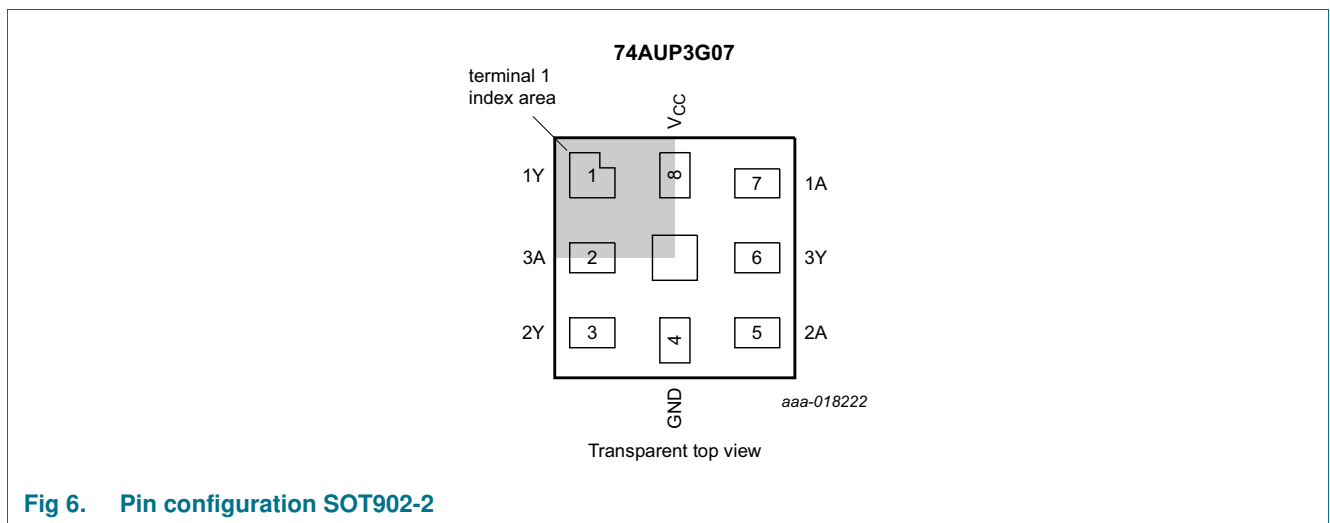 74AUP3G07
terminal 1
index area
VCC
1Y
1
8
7
1A
3A
2
6
3Y
2Y
3
4
5
2A
GND
aaa-018222
Transparent top view
Fig 6. Pin configuration SOT902-2